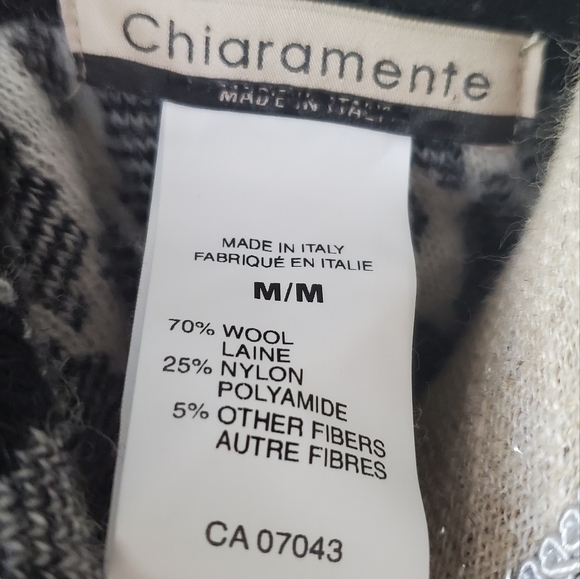 Chiaramente
MADE IN ITALY
MADE IN ITALY
FABRIQUÉ EN ITALIE
M/M
70% WOOL
LAINE
25% NYLON
POLYAMIDE
5% OTHER FIBERS
AUTRE FIBRES
CA 07043